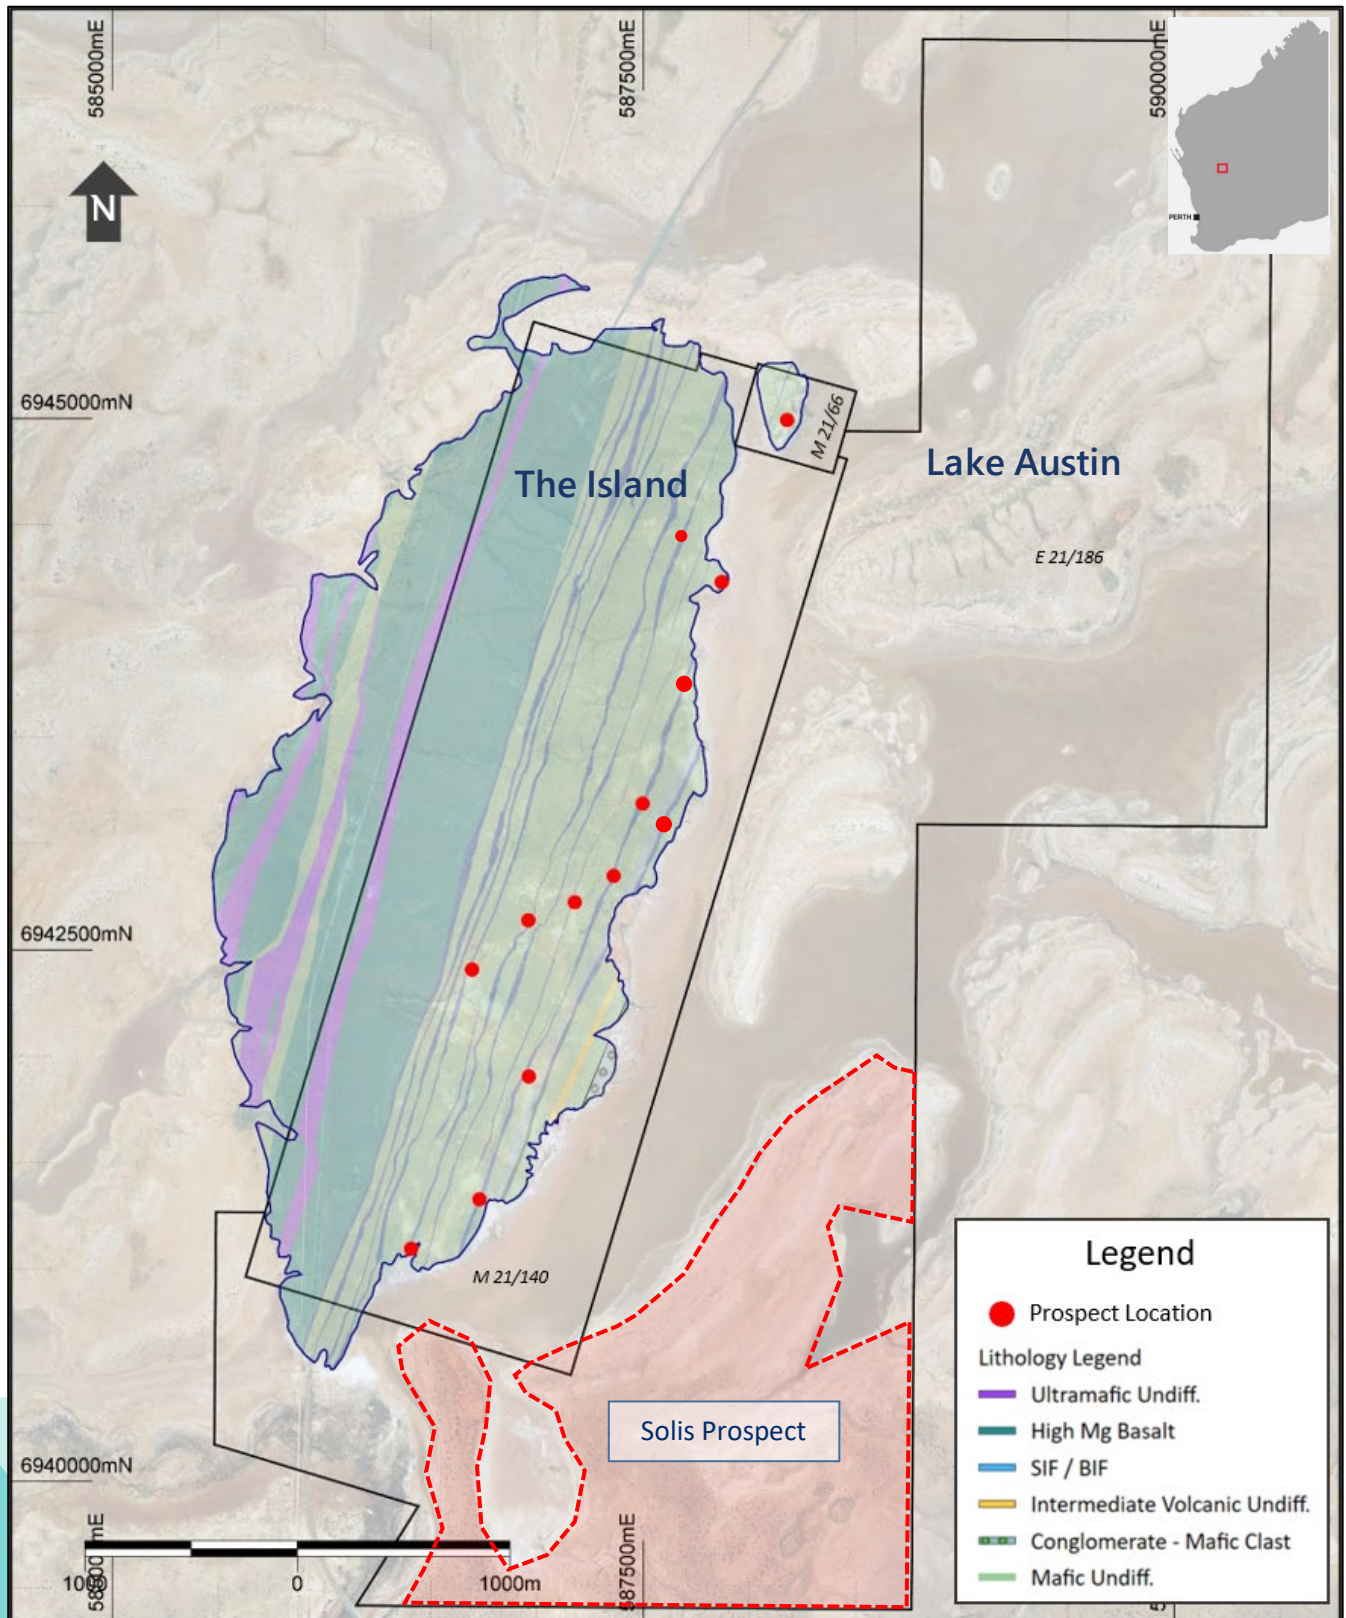 585000mE
587500mE
590000mE
PERTH
N
6945000mN
M 21/66
The Island
Lake Austin
E 21/186
6942500mN
M 21/140
Solis Prospect
6940000mN
1000
0
1000m
587500mE
Legend
Prospect Location
Lithology Legend
Ultramafic Undiff.
High Mg Basalt
SIF / BIF
Intermediate Volcanic Undiff.
Conglomerate - Mafic Clast
Mafic Undiff.